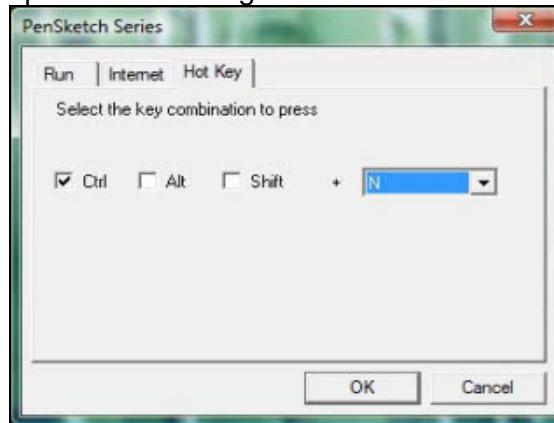 PenSketch Series
Run Internet Hot Key
Select the key combination to press
Ctrl Alt Shift + N
OK Cancel